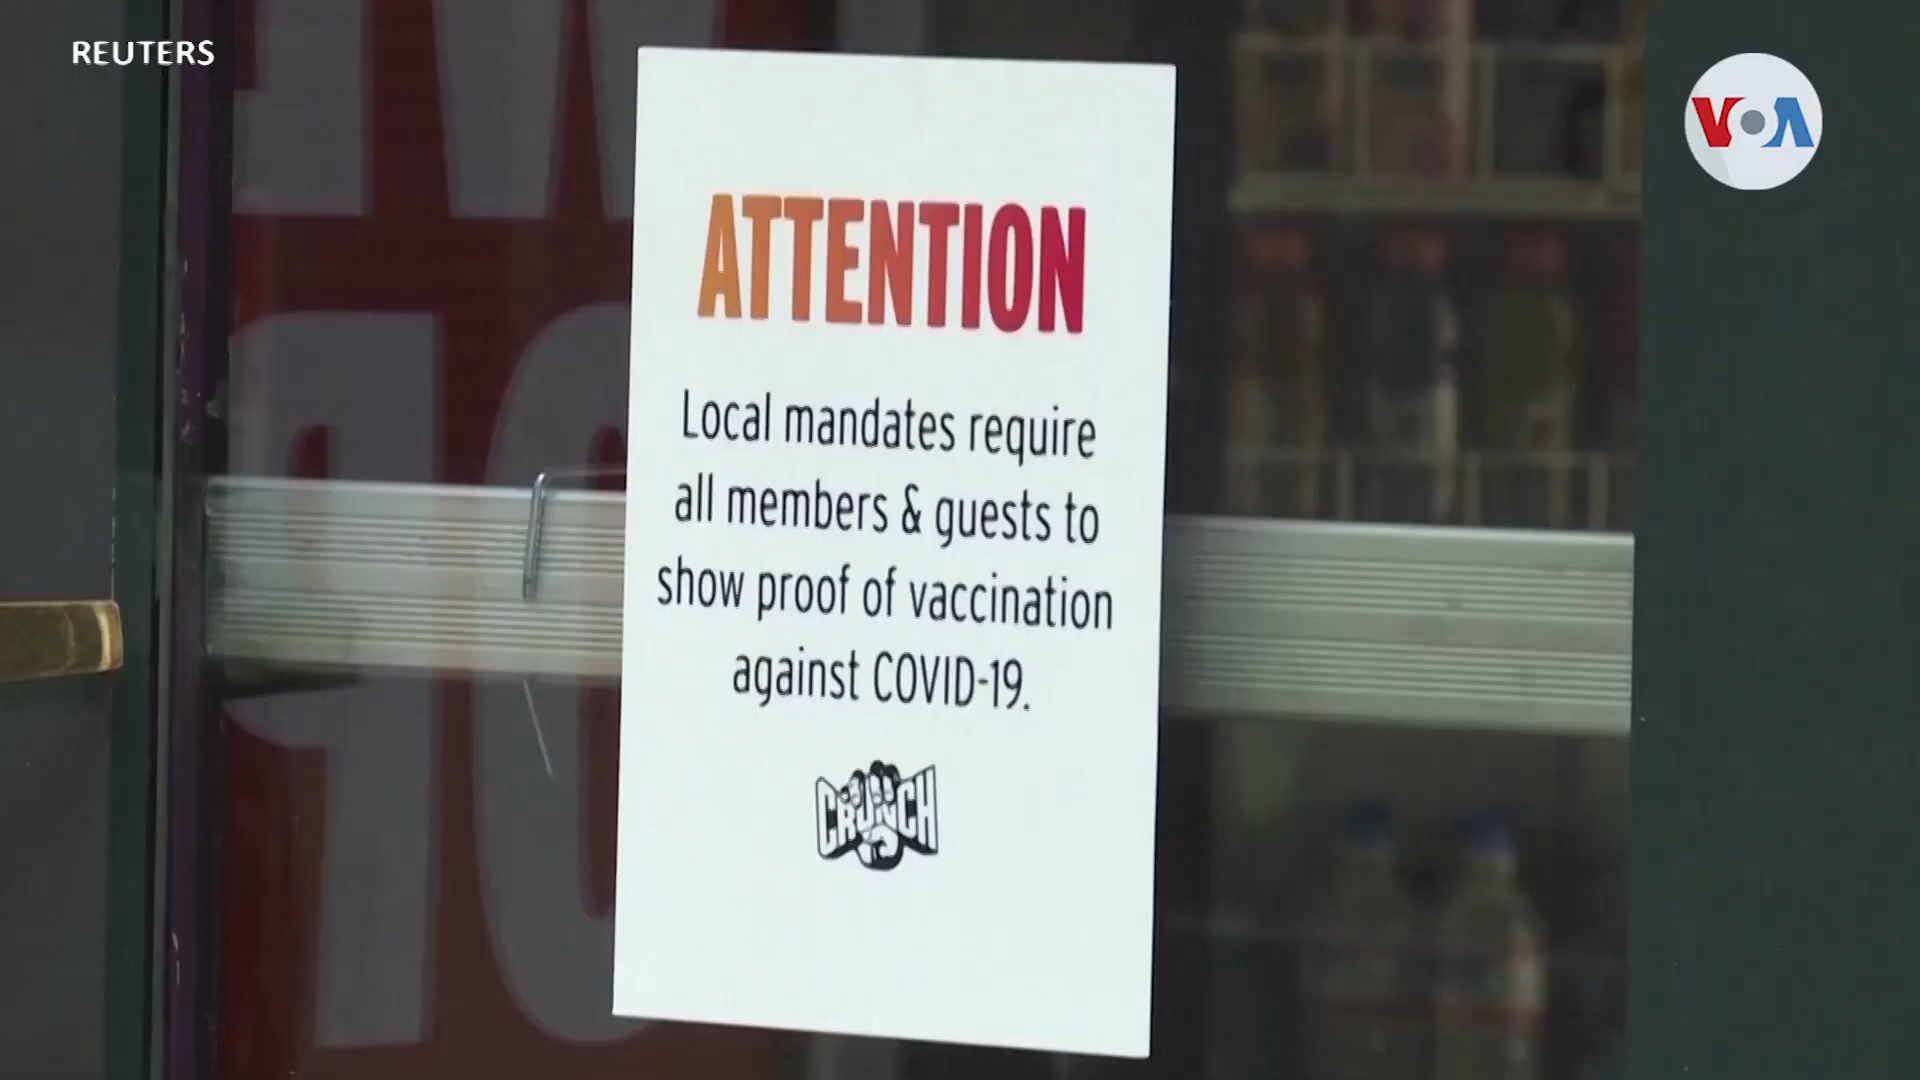 REUTERS
VOA
ATTENTION
Local mandates require
all members & guests to
show proof of vaccination
against COVID-19.
CRUNCH